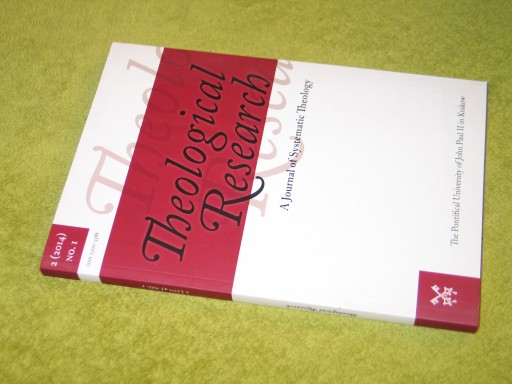 2 (2014)
NO. 1
Theological
Research
A Journal of Systematic Theology
The Pontifical University of John Paul II in Krakow